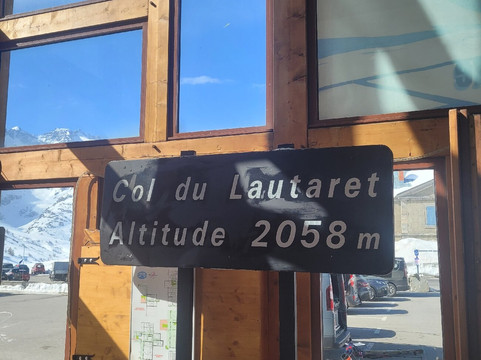 Col du Lautaret
Altitude 2058 m